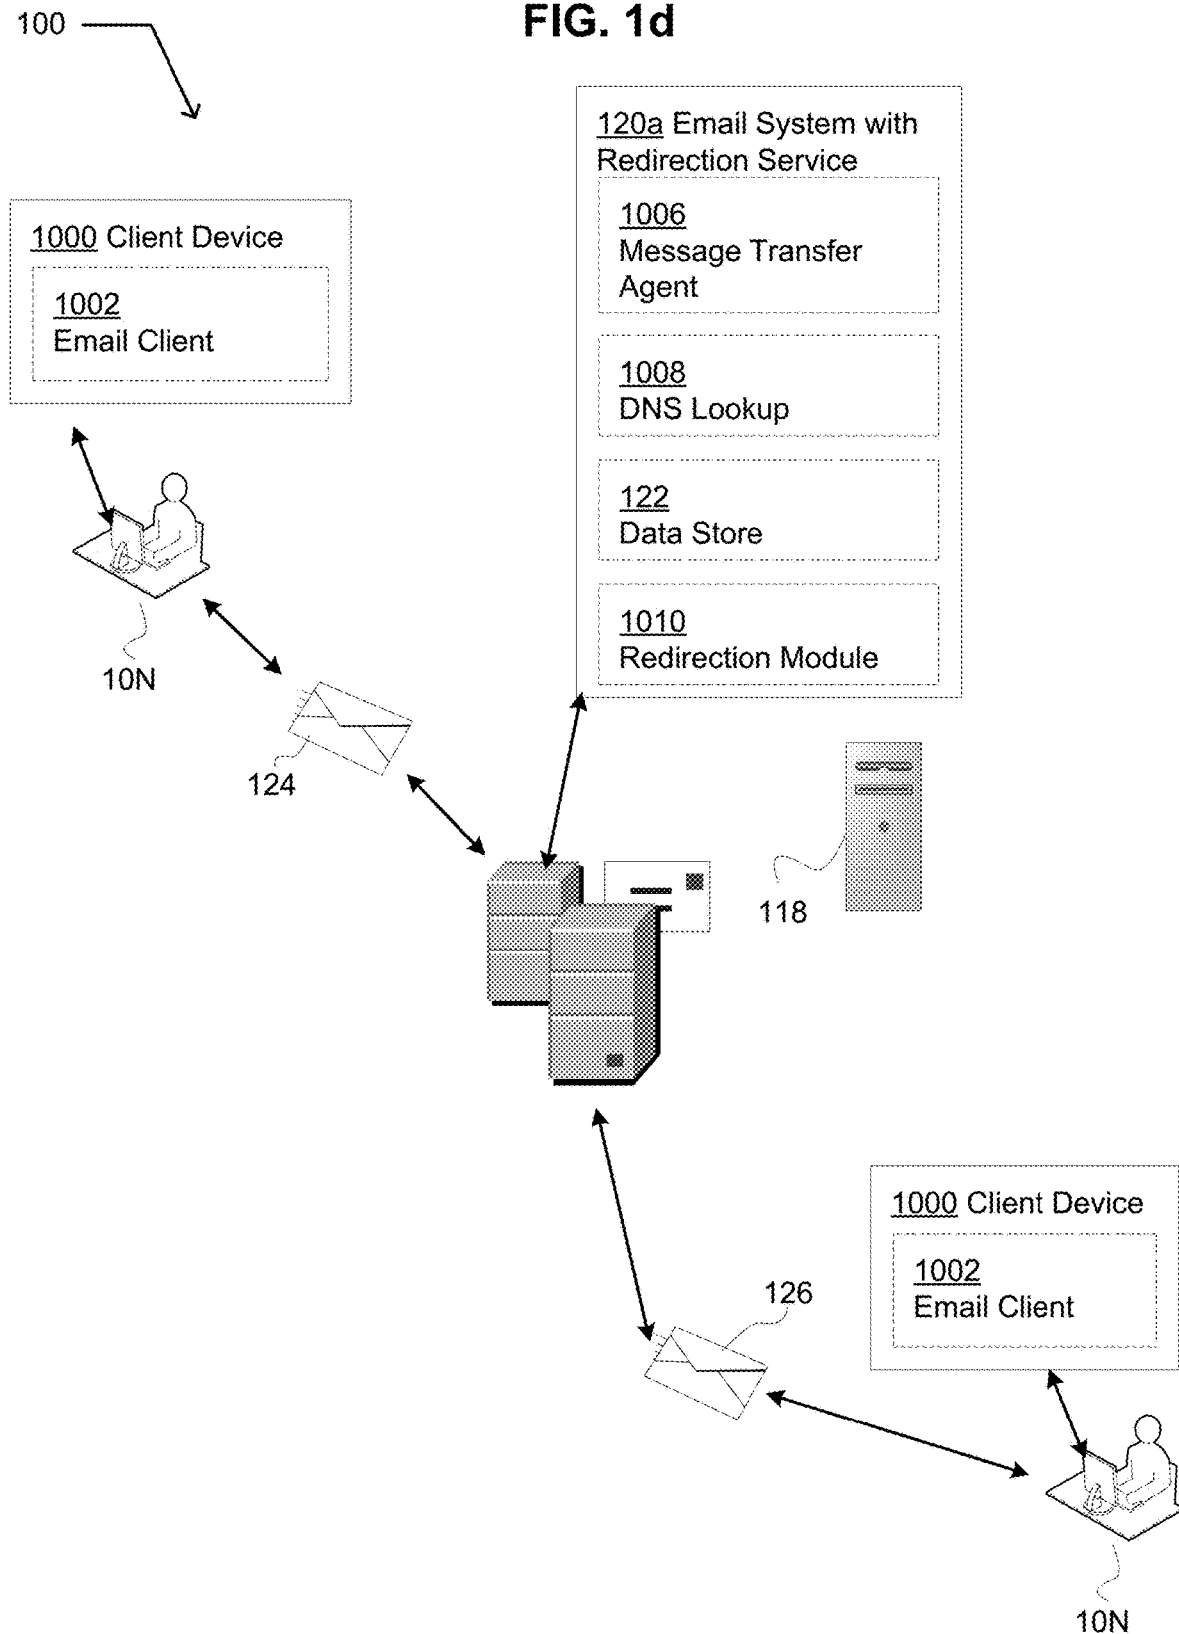 FIG. 1d
100
120a Email System with
Redirection Service
1006
Message Transfer
Agent
1008
DNS Lookup
122
Data Store
1010
Redirection Module
1000 Client Device
1002
Email Client
10N
124
118
1000 Client Device
1002
Email Client
126
10N